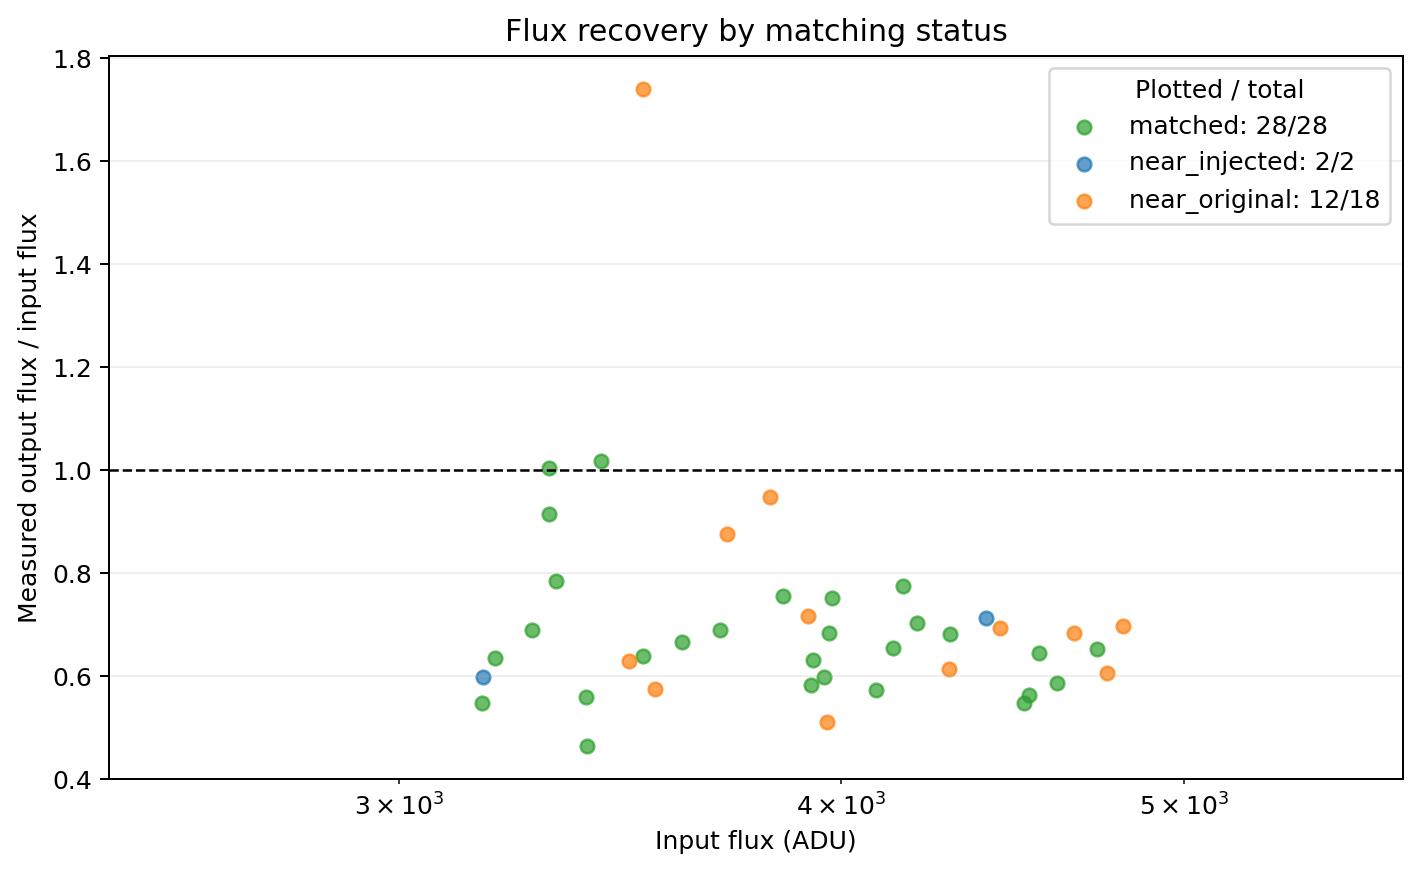 Flux recovery by matching status
Measured output flux / input flux
1.8
1.6
1.4
1.2
1.0
0.8
0.6
0.4
Plotted / total
matched: 28/28
near_injected: 2/2
near_original: 12/18
3 × 10³
4 × 10³
5 × 10³
Input flux (ADU)